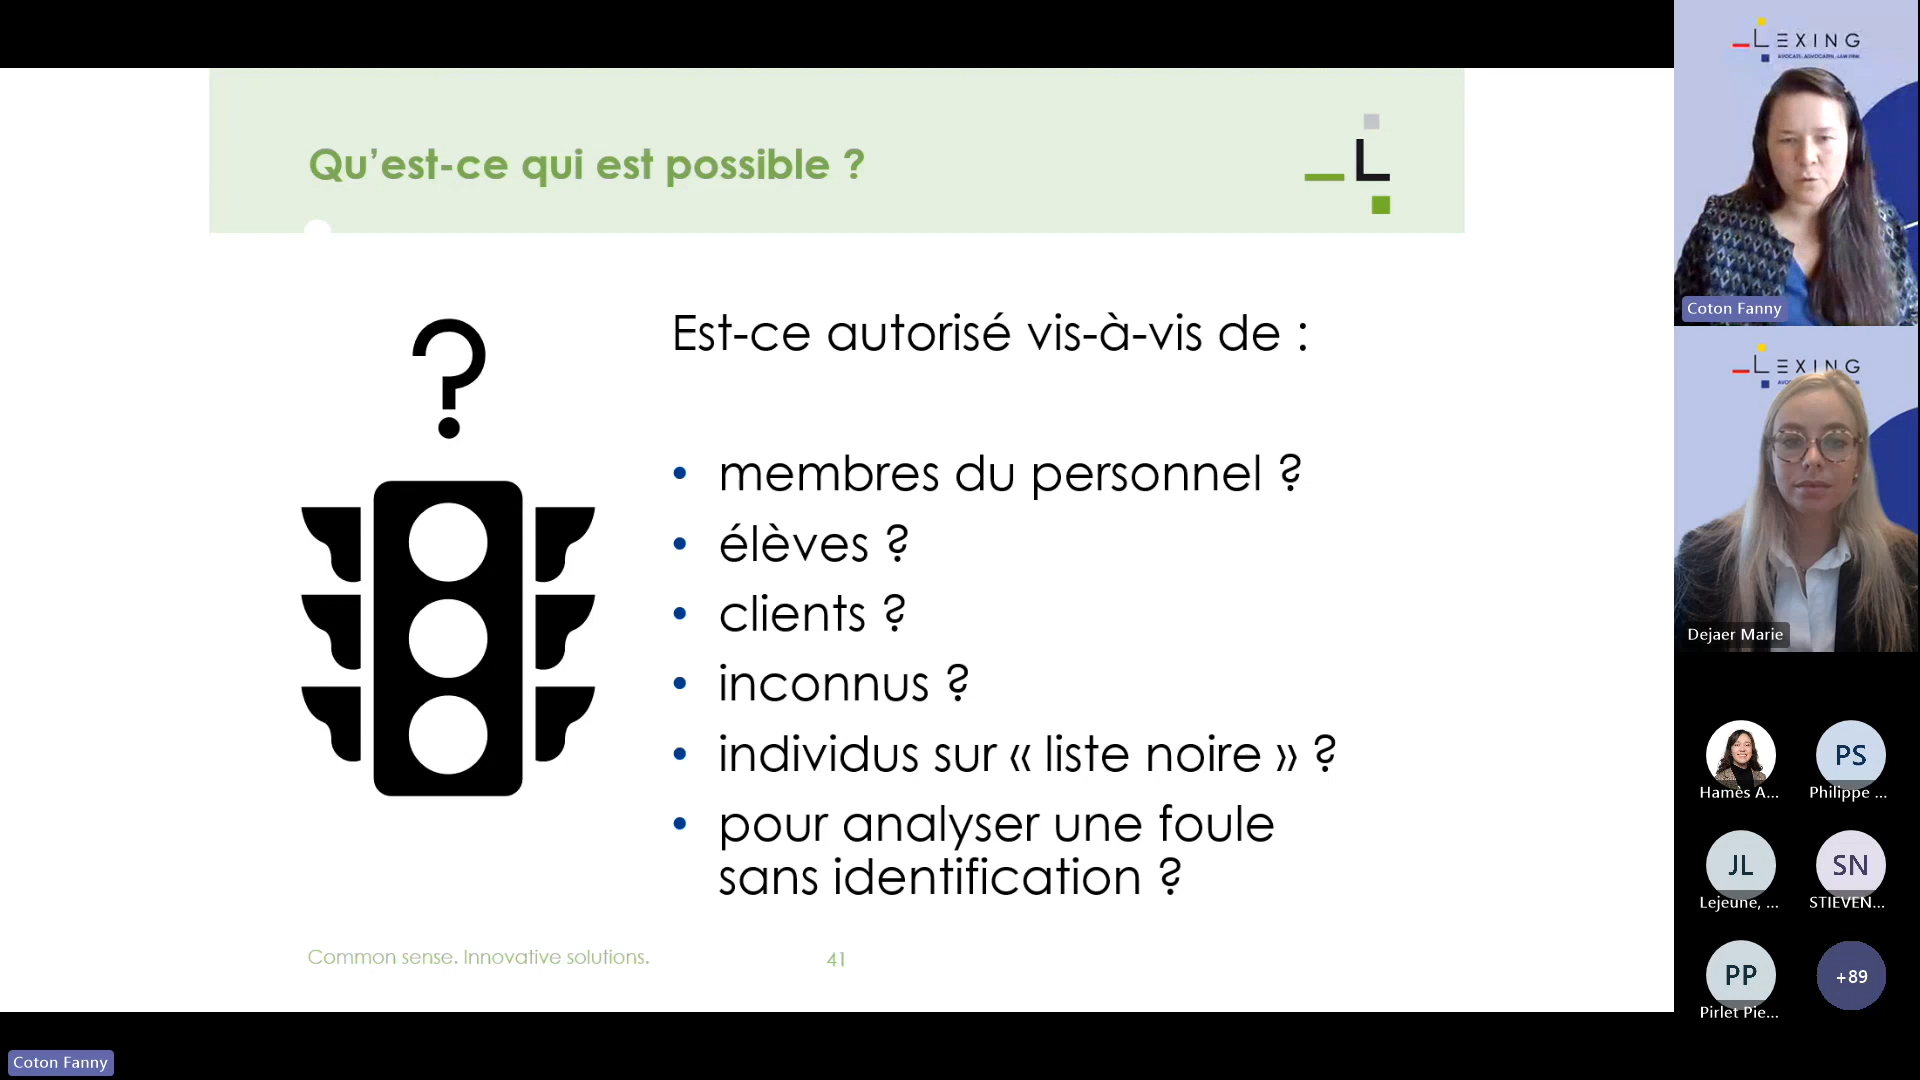 Qu’est-ce qui est possible ?
L
?
Est-ce autorisé vis-à-vis de :
• membres du personnel ?
• élèves ?
• clients ?
• inconnus ?
• individus sur « liste noire » ?
• pour analyser une foule
sans identification ?
Common sense. Innovative solutions.
41
LEXING
Coton Fanny
LEXING
Dejaer Marie
Hamès A...
PS
Philippe ...
JL
Lejeune, ...
SN
STIEVEN...
PP
Pirlet Pie...
+89
Coton Fanny